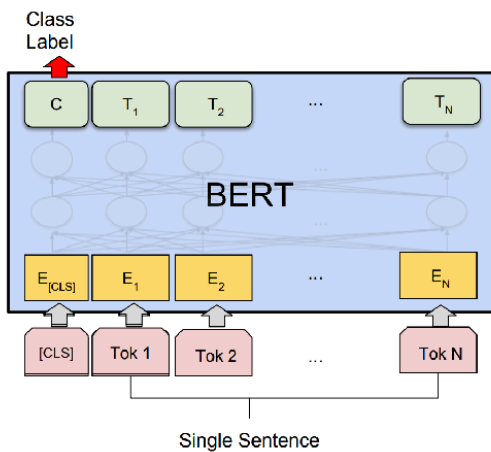 Class
Label
C T1 T2 ... TN
...
BERT
...
E[CLS] E1 E2 ... EN
[CLS] Tok 1 Tok 2 ... Tok N
Single Sentence